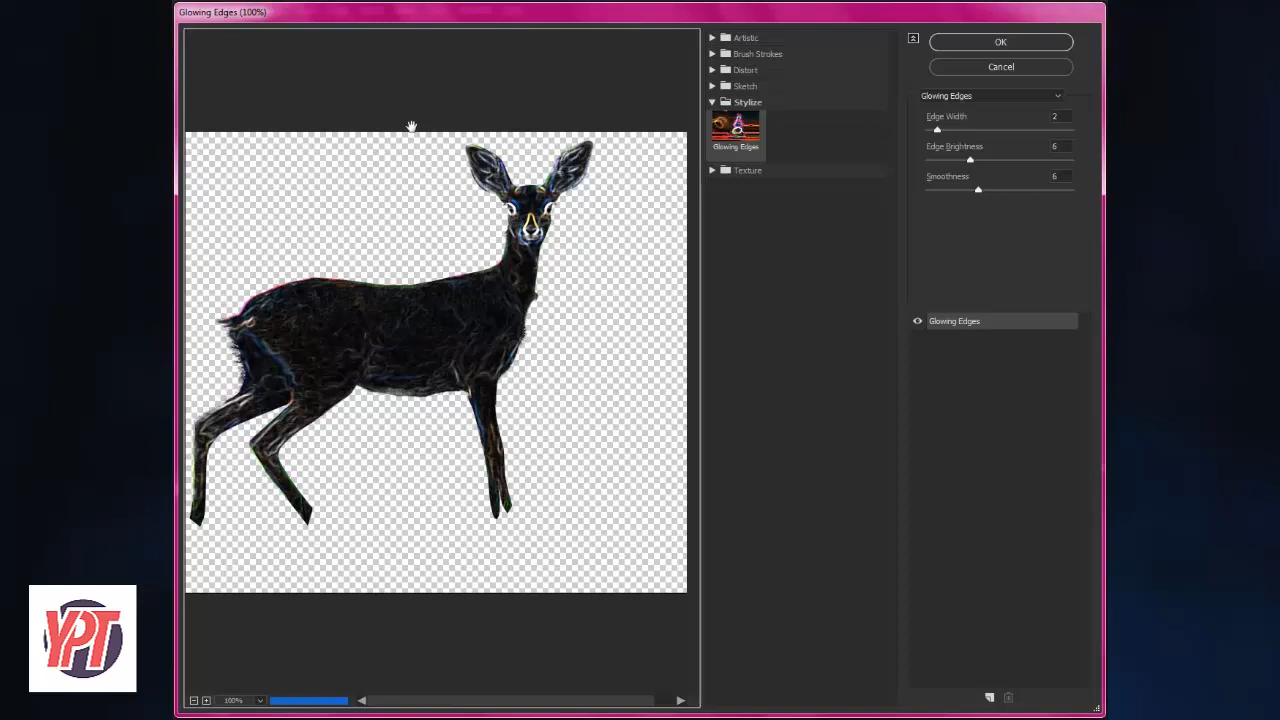 Glowing Edges (100%)
Artistic
Brush Strokes
Distort
Sketch
Stylize
Glowing Edges
Texture
OK
Cancel
Glowing Edges
Edge Width 2
Edge Brightness 6
Smoothness 6
Glowing Edges
100%
YPT